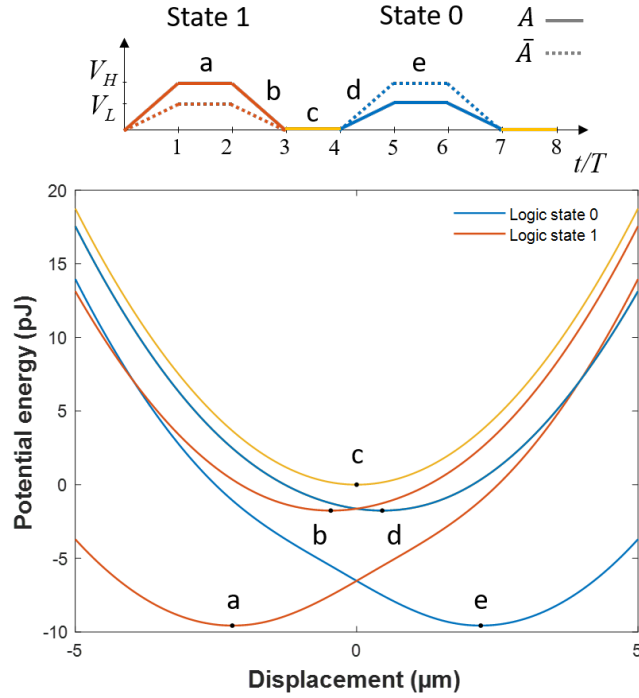 State 1 State 0
A
Ā
V_H
V_L
a
b
c
d
e
1 2 3 4 5 6 7 8
t/T
20
15
10
5
0
-5
-10
Potential energy (pJ)
Logic state 0
Logic state 1
c
b
d
a
e
-5 0 5
Displacement (μm)